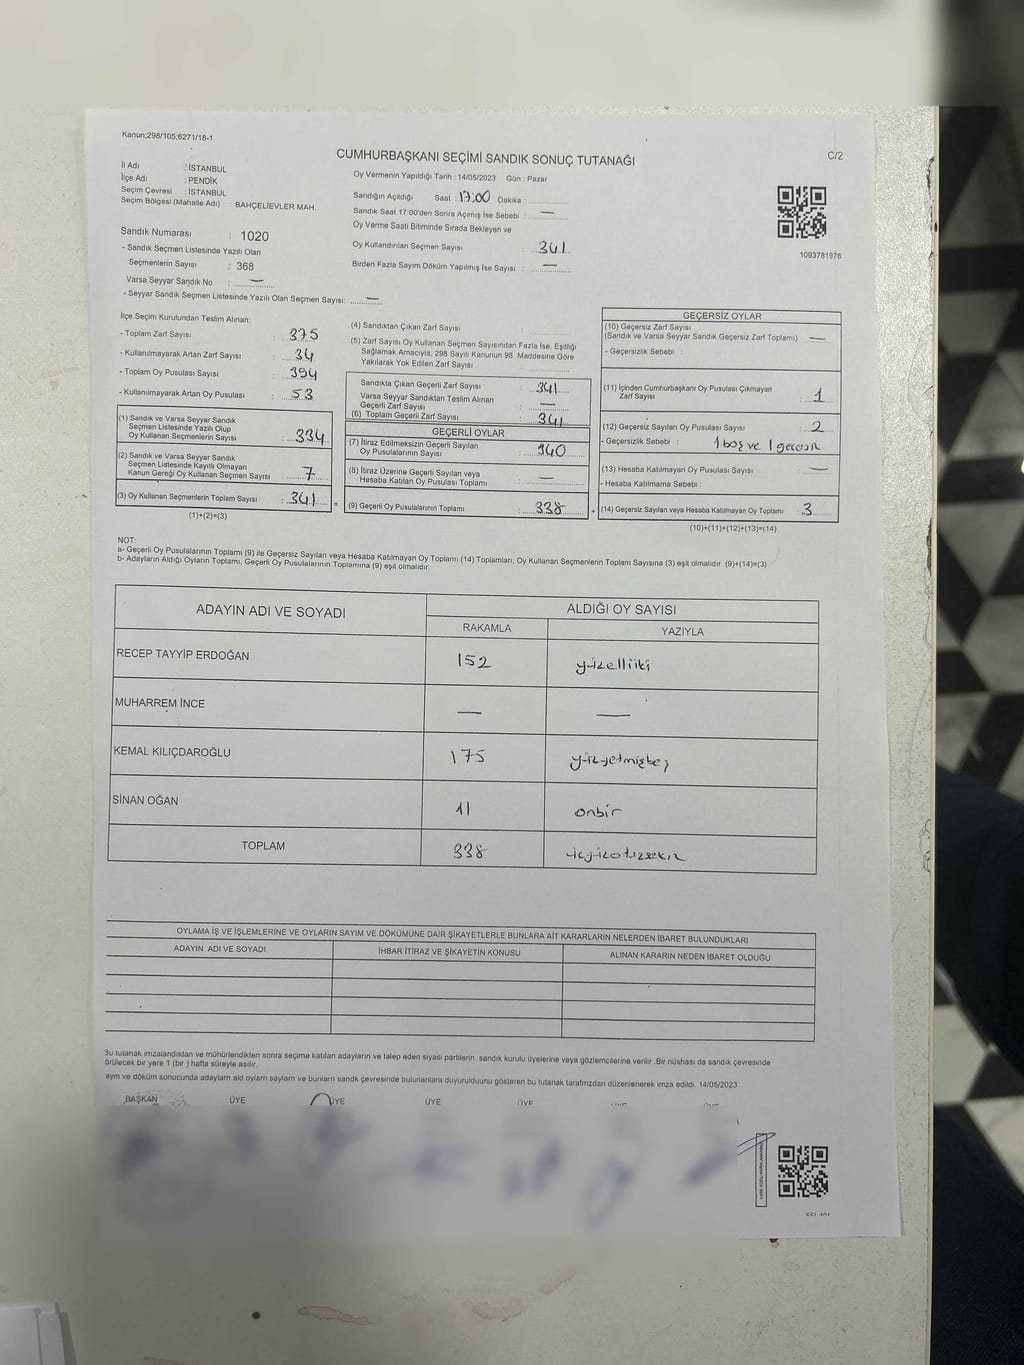 Kanun;298/105;6271/18-1
CUMHURBAŞKANI SEÇİMİ SANDIK SONUÇ TUTANAĞI
C/2
İl Adı : İSTANBUL
İlçe Adı : PENDİK
Seçim Çevresi : İSTANBUL
Seçim Bölgesi (Mahalle Adı) : BAHÇELİEVLER MAH.
Oy Vermenin Yapıldığı Tarih : 14/05/2023 Gün : Pazar
Sandığın Açıldığı Saat : 17:00 Dakika :
Sandık Saat 17:00'den Sonra Açımış İse Sebebi : —
Oy Verme Saati Bitiminde Sırada Bekleyen ve
Oy Kullandırılan Seçmen Sayısı : 341
Birden Fazla Sayım Döküm Yapılmış İse Sayısı : —
1093781976
Sandık Numarası : 1020
- Sandık Seçmen Listesinde Yazılı Olan
Seçmenlerin Sayısı : 368
Varsa Seyyar Sandık No : —
- Seyyar Sandık Seçmen Listesinde Yazılı Olan Seçmen Sayısı: —
İlçe Seçim Kurulundan Teslim Alınan;
- Toplam Zarf Sayısı : 375
- Kullanılmayarak Artan Zarf Sayısı : 34
- Toplam Oy Pusulası Sayısı : 394
- Kullanılmayarak Artan Oy Pusulası : 53
(1) Sandık ve Varsa Seyyar Sandık
Seçmen Listesinde Yazılı Olup
Oy Kullanan Seçmenlerin Sayısı : 334
(2) Sandık ve Varsa Seyyar Sandık
Seçmen Listesinde Kayıtlı Olmayan
Kanun Gereği Oy Kullanan Seçmen Sayısı : 7
(3) Oy Kullanan Seçmenlerin Toplam Sayısı : 341 =
(1)+(2)=(3)
(4) Sandıktan Çıkan Zarf Sayısı :
(5) Zarf Sayısı Oy Kullanan Seçmen Sayısından Fazla İse, Eşitliği
Sağlamak Amacıyla; 298 Sayılı Kanunun 98. Maddesine Göre
Yakılarak Yok Edilen Zarf Sayısı :
Sandıkta Çıkan Geçerli Zarf Sayısı : 341
Varsa Seyyar Sandıktan Teslim Alınan
Geçerli Zarf Sayısı : —
(6) Toplam Geçerli Zarf Sayısı : 341
GEÇERLİ OYLAR
(7) İtiraz Edilmeksizin Geçerli Sayılan
Oy Pusulalarının Sayısı : 340
(8) İtiraz Üzerine Geçerli Sayılan veya
Hesaba Katılan Oy Pusulası Toplamı : —
(9) Geçerli Oy Pusulalarının Toplamı : 338 +
GEÇERSİZ OYLAR
(10) Geçersiz Zarf Sayısı
(Sandık ve Varsa Seyyar Sandık Geçersiz Zarf Toplamı) : —
- Geçersizlik Sebebi :
(11) İçinden Cumhurbaşkanı Oy Pusulası Çıkmayan
Zarf Sayısı : 1
(12) Geçersiz Sayılan Oy Pusulası Sayısı : 2
- Geçersizlik Sebebi : 1 boş ve 1 geçersiz
(13) Hesaba Katılmayan Oy Pusulası Sayısı : —
- Hesaba Katılmama Sebebi :
(14) Geçersiz Sayılan veya Hesaba Katılmayan Oy Toplamı : 3
(10)+(11)+(12)+(13)=(14)
NOT:
a- Geçerli Oy Pusulalarının Toplamı (9) ile Geçersiz Sayılan veya Hesaba Katılmayan Oy Toplamı (14) Toplamları, Oy Kullanan Seçmenlerin Toplam Sayısına (3) eşit olmalıdır. (9)+(14)=(3)
b- Adayların Aldığı Oyların Toplamı, Geçerli Oy Pusulalarının Toplamına (9) eşit olmalıdır.
ADAYIN ADI VE SOYADI ALDIĞI OY SAYISI
RAKAMLA YAZIYLA
RECEP TAYYİP ERDOĞAN 152 yüzelliiki
MUHARREM İNCE — —
KEMAL KILIÇDAROĞLU 175 yüzyetmişbeş
SİNAN OĞAN 11 onbir
TOPLAM 338 üçyüzotuzsekiz
OYLAMA İŞ VE İŞLEMLERİNE VE OYLARIN SAYIM VE DÖKÜMÜNE DAİR ŞİKAYETLERLE BUNLARA AİT KARARLARIN NELERDEN İBARET BULUNDUKLARI
ADAYIN ADI VE SOYADI İHBAR İTİRAZ VE ŞİKAYETİN KONUSU ALINAN KARARIN NEDEN İBARET OLDUĞU
Bu tutanak imzalandıktan ve mühürlendikten sonra seçime katılan adayların ve talep eden siyasi partilerin sandık kurulu üyelerine veya gözlemcilerine verilir. Bir nüshası da sandık çevresinde
örülecek bir yere 1 (bir) hafta süreyle asılır.
aym ve döküm sonucunda adayların ald oyların sayları ve bunların sandk çevresinde bulunanlara duyurulduunu gösteren bu tutanak tarafmzdan düzenlenerek imza edildi. 14/05/2023
BAŞKAN ÜYE ÜYE ÜYE ÜYE